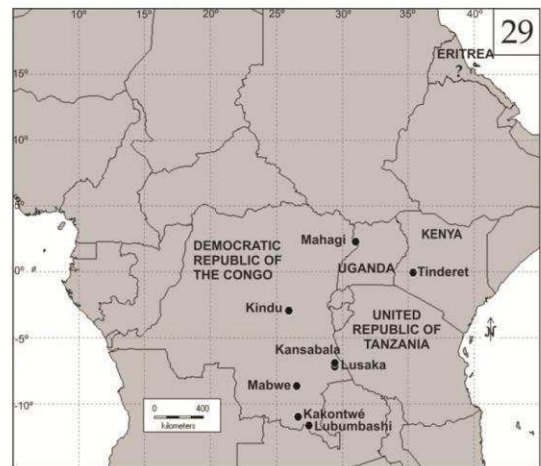 10° 15° 20° 25° 30° 35° 40°
29
ERITREA
?
15°
10°
5°
DEMOCRATIC
REPUBLIC OF
THE CONGO
Mahagi
KENYA
UGANDA
0°
Tinderet
Kindu
UNITED
REPUBLIC OF
TANZANIA
-5°
Kansabala
Lusaka
N
Mabwe
-10°
0 400
kilometers
Kakontwé
Lubumbashi